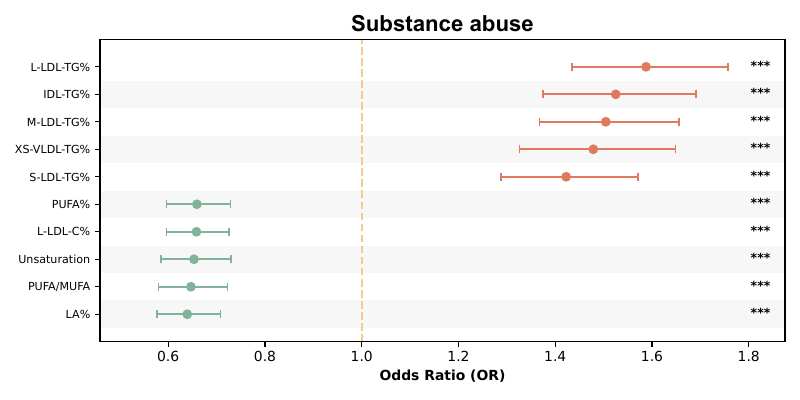 Substance abuse
L-LDL-TG% ***
IDL-TG% ***
M-LDL-TG% ***
XS-VLDL-TG% ***
S-LDL-TG% ***
PUFA% ***
L-LDL-C% ***
Unsaturation ***
PUFA/MUFA ***
LA% ***
0.6 0.8 1.0 1.2 1.4 1.6 1.8
Odds Ratio (OR)